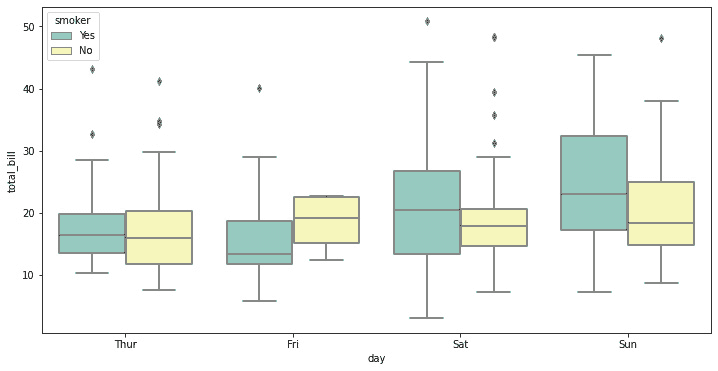 smoker
Yes
No
50
40
30
20
10
total_bill
Thur
Fri
Sat
Sun
day